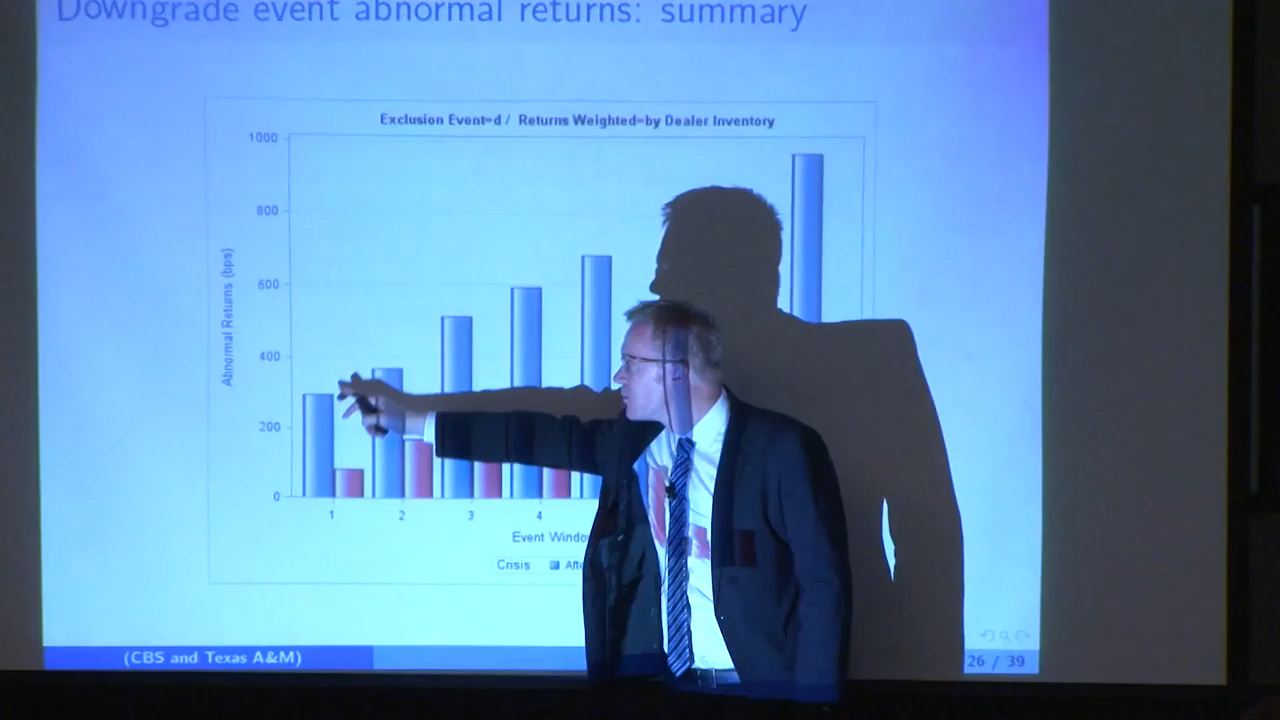 Downgrade event abnormal returns: summary
Exclusion Event=d / Returns Weighted=by Dealer Inventory
1000
800
600
400
200
0
Abnormal Returns (bps)
1 2 3 4
Event Windo
Crisis Afte
(CBS and Texas A&M)
26 / 39